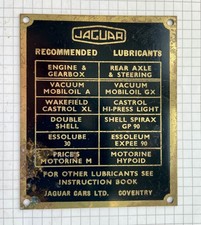 JAGUAR
RECOMMENDED LUBRICANTS
ENGINE & GEARBOX
REAR AXLE & STEERING
VACUUM MOBILOIL A
VACUUM MOBILOIL GX
WAKEFIELD CASTROL XL
CASTROL HI-PRESS LIGHT
DOUBLE SHELL
SHELL SPIRAX GP 90
ESSOLUBE 30
ESSOLEUM EXPEE 90
PRICE'S MOTORINE M
MOTORINE HYPOID
FOR OTHER LUBRICANTS SEE
INSTRUCTION BOOK
JAGUAR CARS LTD. COVENTRY